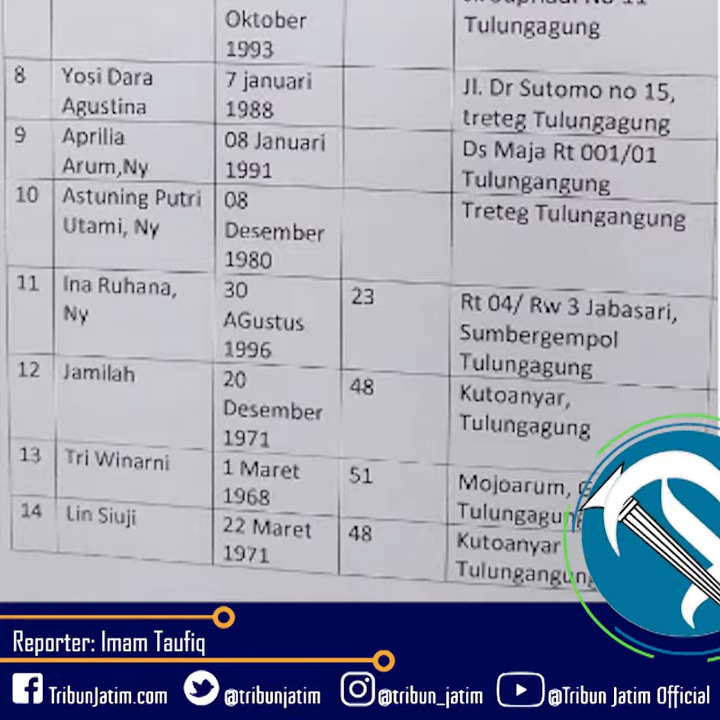 Oktober
1993
Tulungagung
8 Yosi Dara Agustina 7 januari 1988 Jl. Dr Sutomo no 15, treteg Tulungagung
9 Aprilia Arum,Ny 08 Januari 1991 Ds Maja Rt 001/01 Tulungangung
10 Astuning Putri Utami, Ny 08 Desember 1980 Treteg Tulungangung
11 Ina Ruhana, Ny 30 AGustus 1996 23 Rt 04/ Rw 3 Jabasari, Sumbergempol Tulungagung
12 Jamilah 20 Desember 1971 48 Kutoanyar, Tulungagung
13 Tri Winarni 1 Maret 1968 51 Mojoarum, Tulungagung
14 Lin Siuji 22 Maret 1971 48 Kutoanyar Tulungangung
Reporter: Imam Taufiq
TribunJatim.com @tribunjatim @tribun_jatim @Tribun Jatim Official